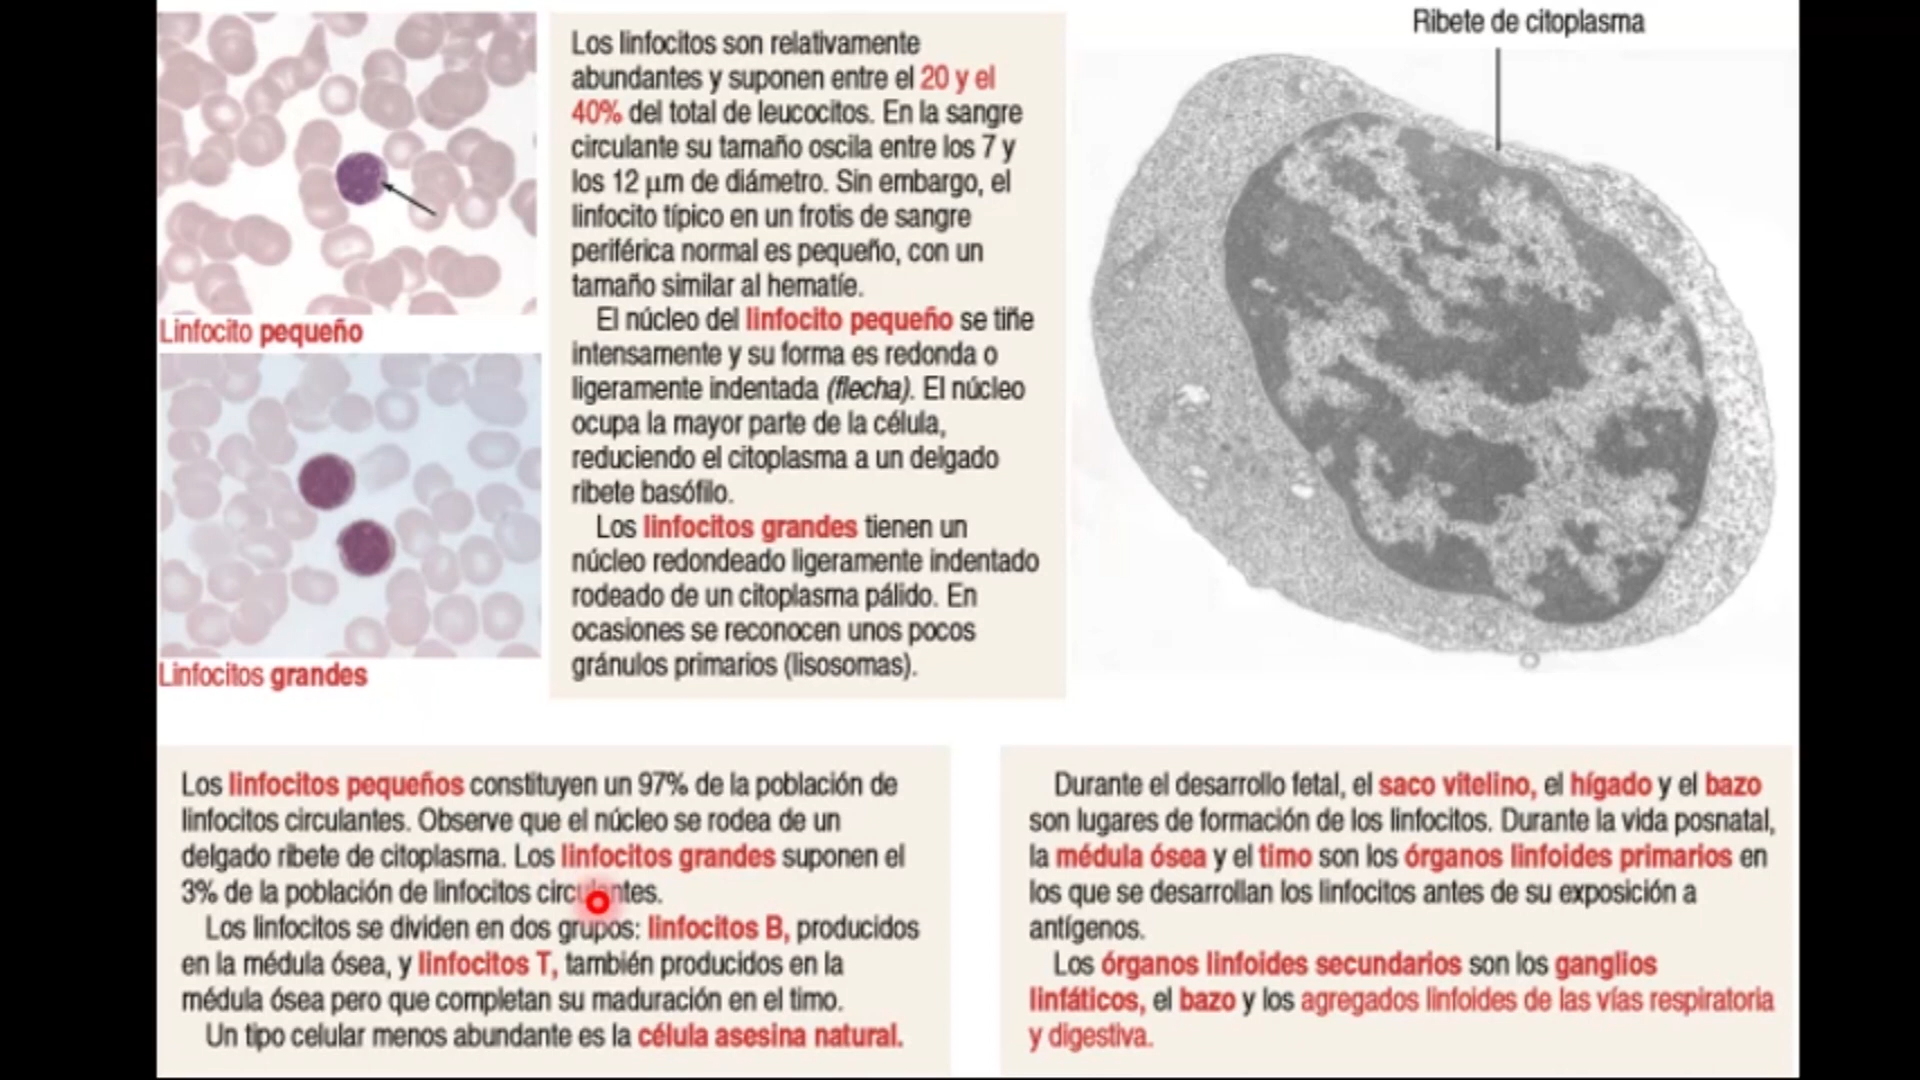 Linfocito pequeño
Linfocitos grandes
Los linfocitos son relativamente
abundantes y suponen entre el 20 y el
40% del total de leucocitos. En la sangre
circulante su tamaño oscila entre los 7 y
los 12 μm de diámetro. Sin embargo, el
linfocito típico en un frotis de sangre
periférica normal es pequeño, con un
tamaño similar al hematíe.
El núcleo del linfocito pequeño se tiñe
intensamente y su forma es redonda o
ligeramente indentada (flecha). El núcleo
ocupa la mayor parte de la célula,
reduciendo el citoplasma a un delgado
ribete basófilo.
Los linfocitos grandes tienen un
núcleo redondeado ligeramente indentado
rodeado de un citoplasma pálido. En
ocasiones se reconocen unos pocos
gránulos primarios (lisosomas).
Ribete de citoplasma
Los linfocitos pequeños constituyen un 97% de la población de
linfocitos circulantes. Observe que el núcleo se rodea de un
delgado ribete de citoplasma. Los linfocitos grandes suponen el
3% de la población de linfocitos circulantes.
Los linfocitos se dividen en dos grupos: linfocitos B, producidos
en la médula ósea, y linfocitos T, también producidos en la
médula ósea pero que completan su maduración en el timo.
Un tipo celular menos abundante es la célula asesina natural.
Durante el desarrollo fetal, el saco vitelino, el hígado y el bazo
son lugares de formación de los linfocitos. Durante la vida posnatal,
la médula ósea y el timo son los órganos linfoides primarios en
los que se desarrollan los linfocitos antes de su exposición a
antígenos.
Los órganos linfoides secundarios son los ganglios
linfáticos, el bazo y los agregados linfoides de las vías respiratoria
y digestiva.